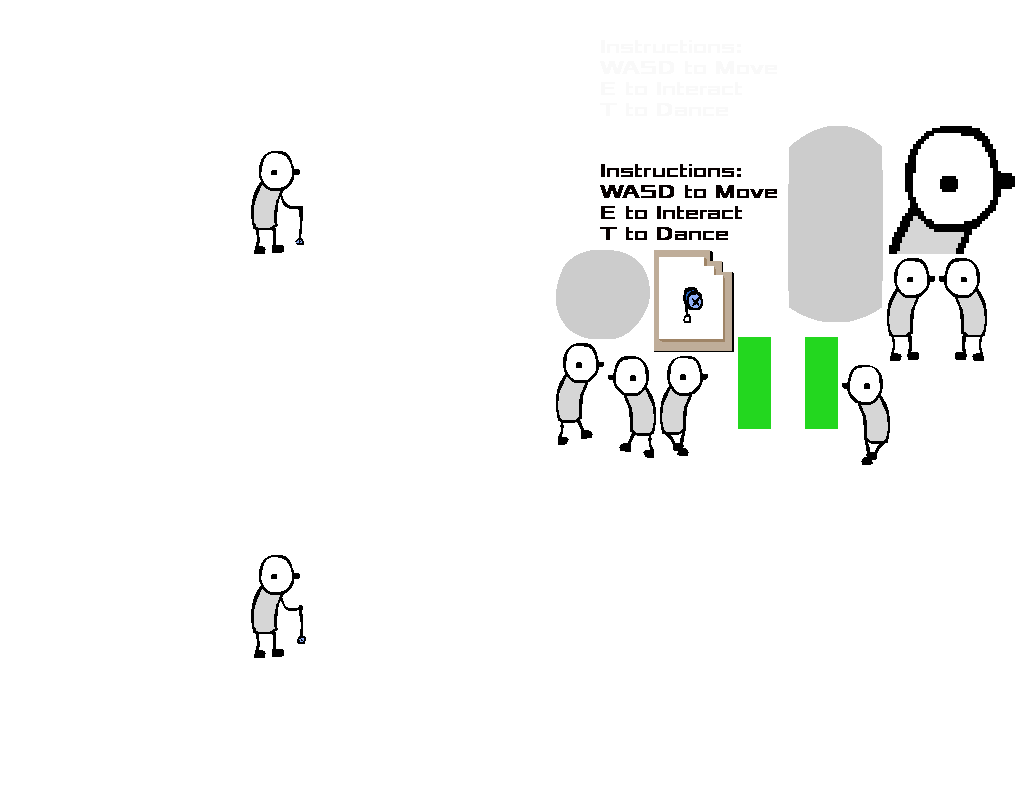 Instructions:
WASD to Move
E to Interact
T to Dance
Instructions:
WASD to Move
E to Interact
T to Dance